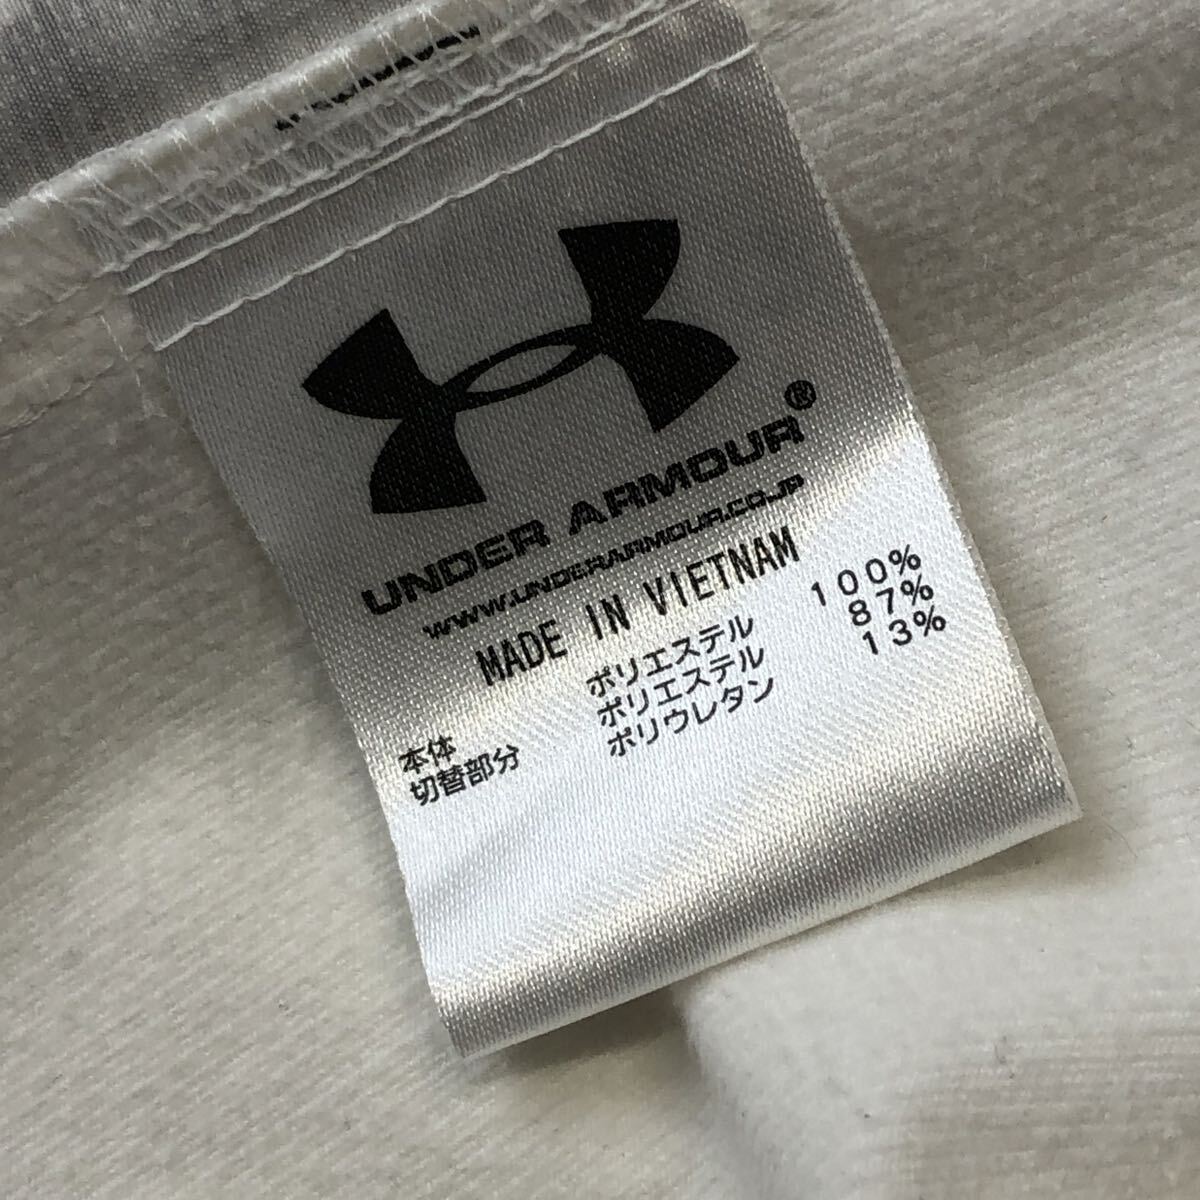 UNDER ARMOUR®
WWW.UNDERARMOUR.CO.JP
MADE IN VIETNAM
本体 ポリエステル 100%
切替部分 ポリエステル 87%
ポリウレタン 13%